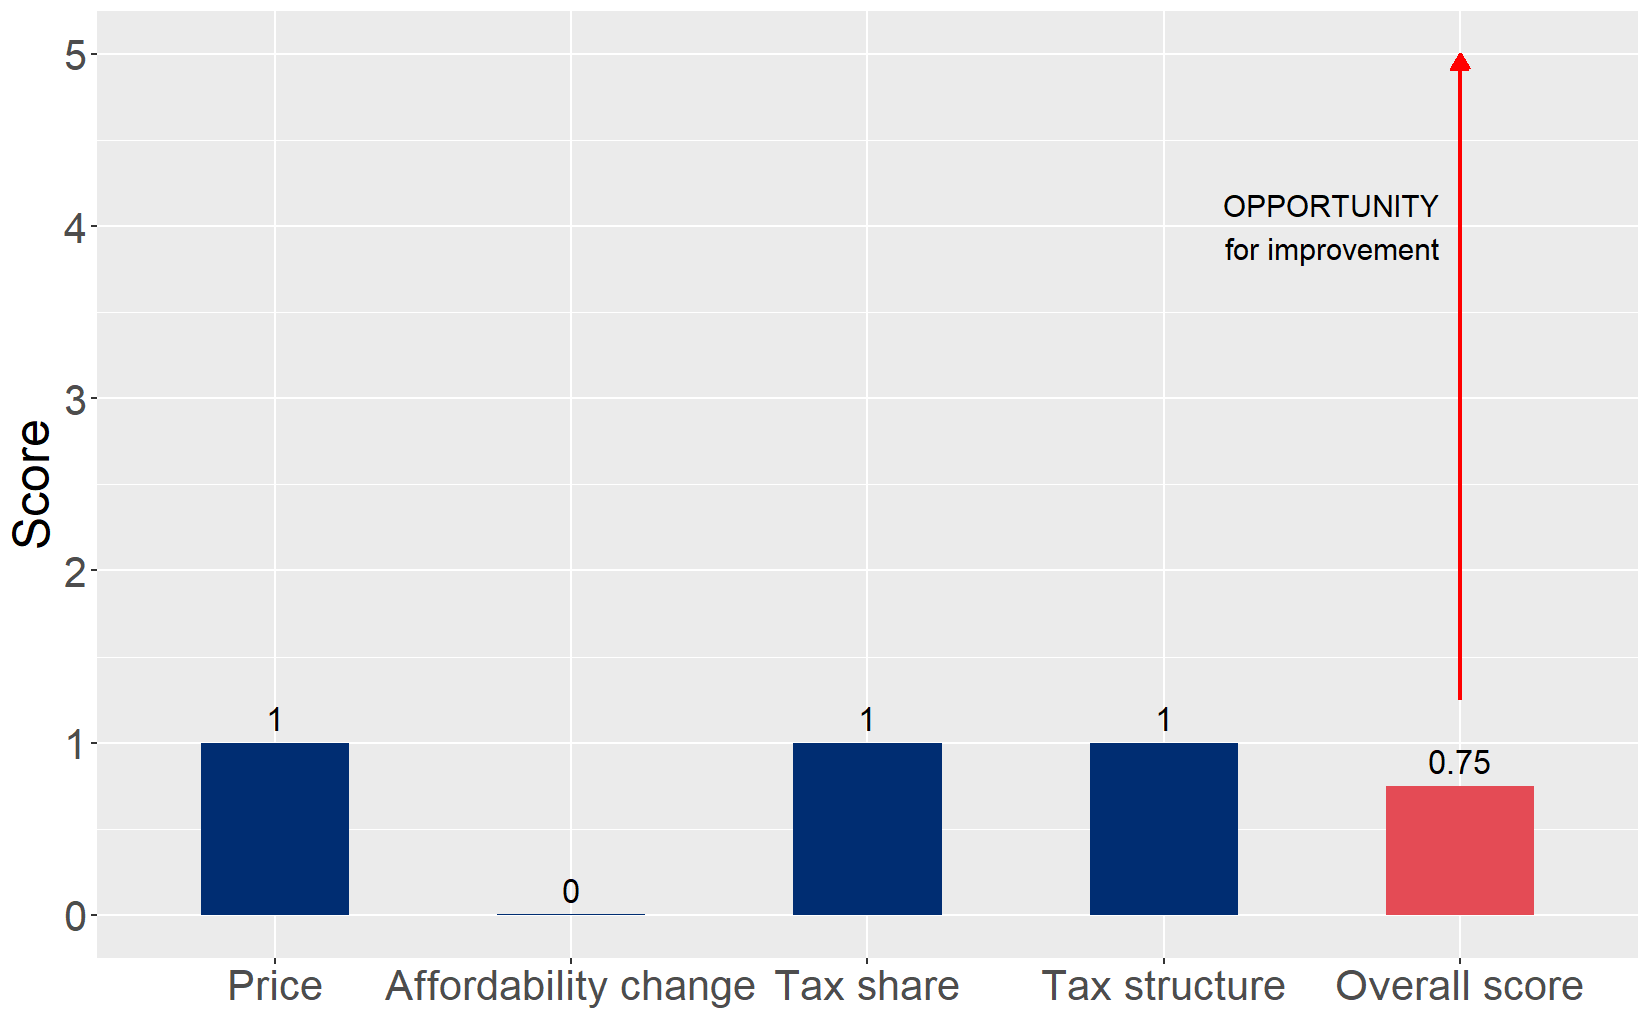 Score
5
4
3
2
1
0
OPPORTUNITY
for improvement
1
0
1
1
0.75
Price
Affordability change
Tax share
Tax structure
Overall score